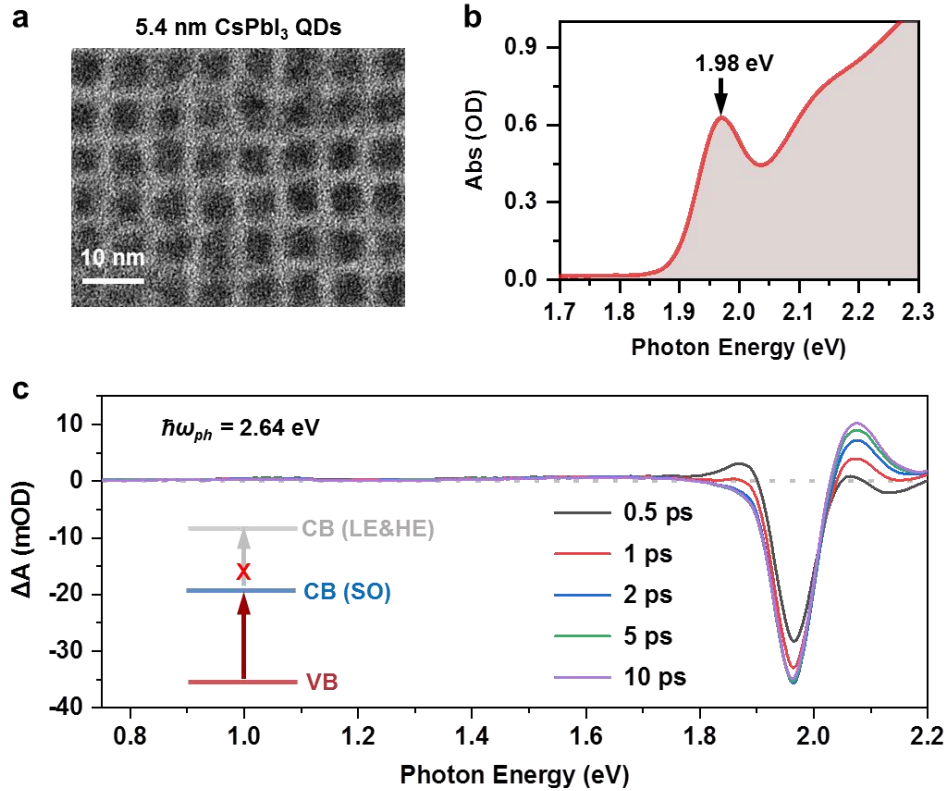 a
5.4 nm CsPbI₃ QDs
10 nm
b
1.98 eV
Abs (OD)
0.9
0.6
0.3
0.0
1.7 1.8 1.9 2.0 2.1 2.2 2.3
Photon Energy (eV)
c
ħω_ph = 2.64 eV
ΔA (mOD)
10
0
-10
-20
-30
-40
CB (LE&HE)
X
CB (SO)
VB
0.5 ps
1 ps
2 ps
5 ps
10 ps
0.8 1.0 1.2 1.4 1.6 1.8 2.0 2.2
Photon Energy (eV)